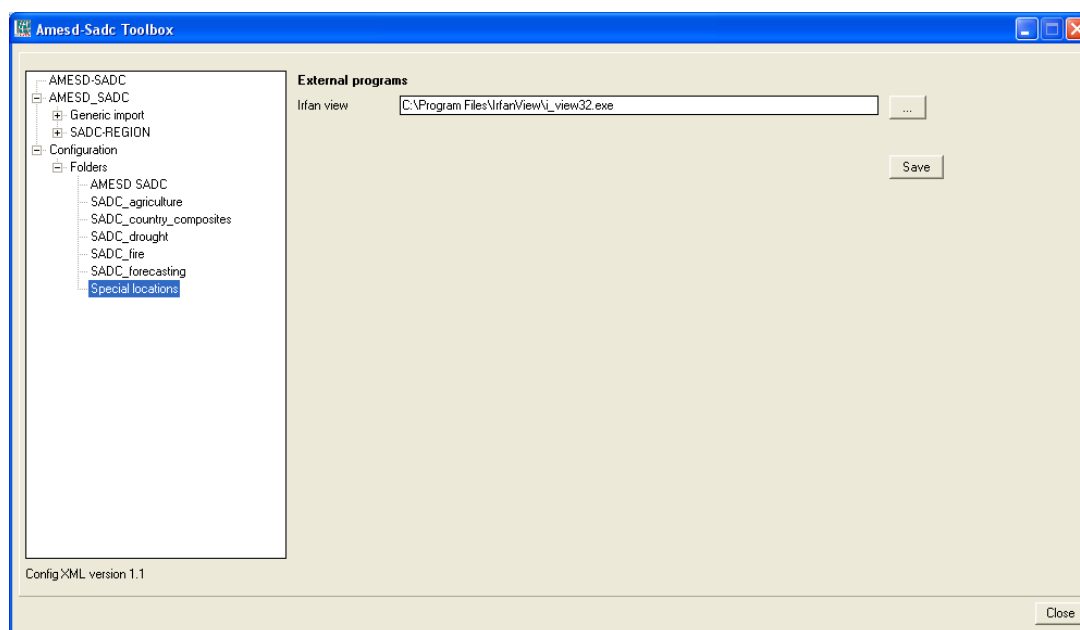 Amesd-Sadc Toolbox
AMESD-SADC
AMESD_SADC
Generic import
SADC-REGION
Configuration
Folders
AMESD SADC
SADC_agriculture
SADC_country_composites
SADC_drought
SADC_fire
SADC_forecasting
Special locations
Config XML version 1.1
External programs
Irfan view C:\Program Files\IrfanView\i_view32.exe ...
Save
Close